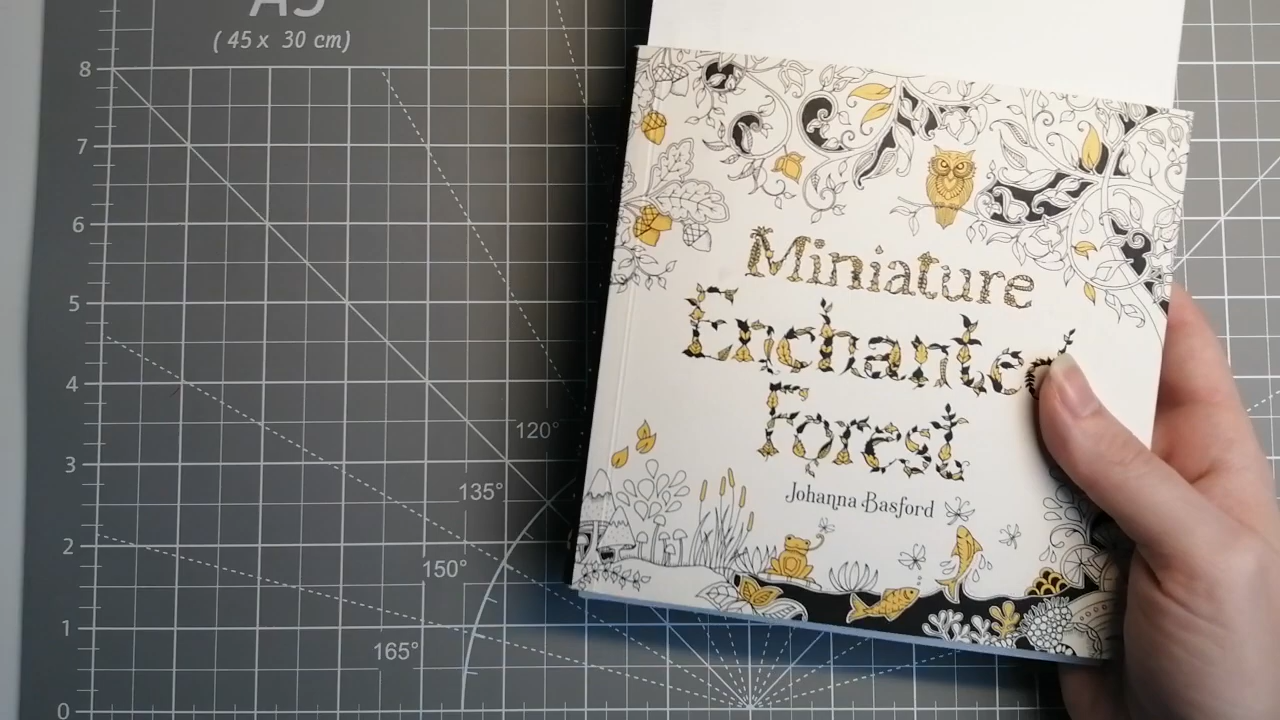 A3
( 45 x 30 cm)
8
7
6
5
4
3
2
1
0
120°
135°
150°
165°
Miniature
Enchanted
Forest
Johanna Basford